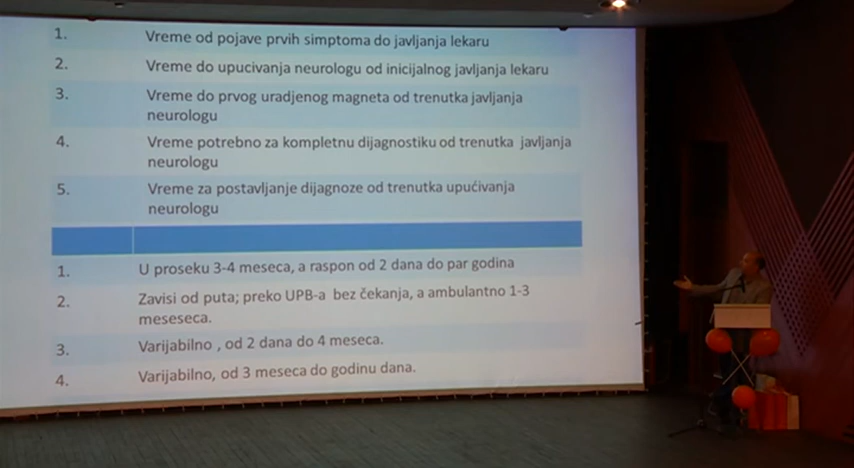 1. Vreme od pojave prvih simptoma do javljanja lekaru
2. Vreme do upucivanja neurologu od inicijalnog javljanja lekaru
3. Vreme do prvog uradjenog magneta od trenutka javljanja
neurologu
4. Vreme potrebno za kompletnu dijagnostiku od trenutka javljanja
neurologu
5. Vreme za postavljanje dijagnoze od trenutka upućivanja
neurologu
1. U proseku 3-4 meseca, a raspon od 2 dana do par godina
2. Zavisi od puta; preko UPB-a bez čekanja, a ambulantno 1-3
meseseca.
3. Varijabilno , od 2 dana do 4 meseca.
4. Varijabilno, od 3 meseca do godinu dana.